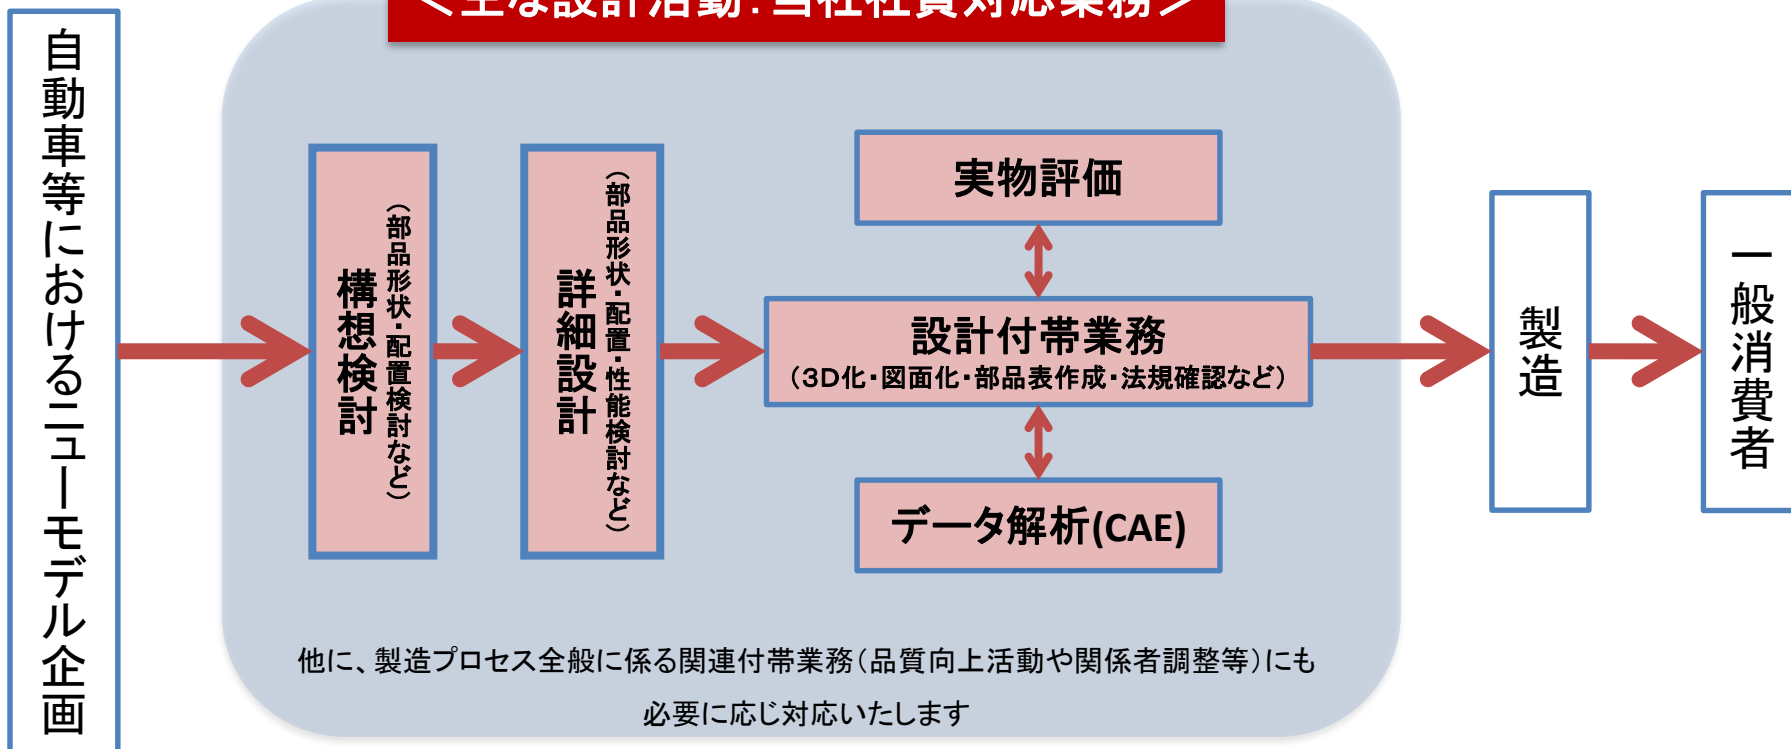 ＜主な設計活動：当社社員対応業務＞
自動車等におけるニューモデル企画
構想検討
（部品形状・配置検討など）
詳細設計
（部品形状・配置・性能検討など）
実物評価
設計付帯業務
（３Ｄ化・図面化・部品表作成・法規確認など）
データ解析(CAE)
製造
一般消費者
他に、製造プロセス全般に係る関連付帯業務（品質向上活動や関係者調整等）にも
必要に応じ対応いたします